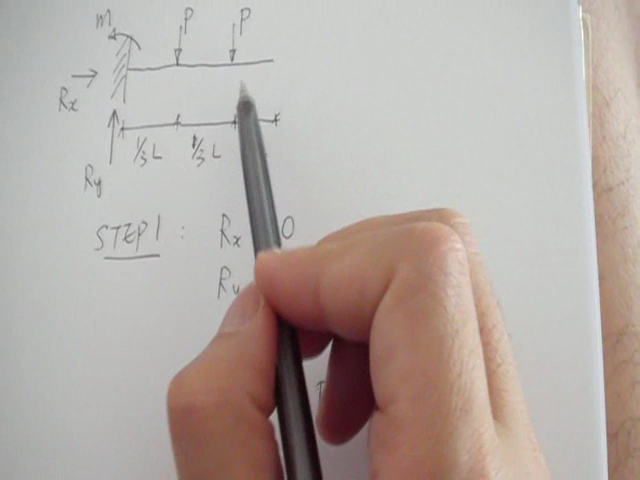 M P P
Rx
⅓ L ⅓ L
Ry
STEP 1 : Rx 0
Ry